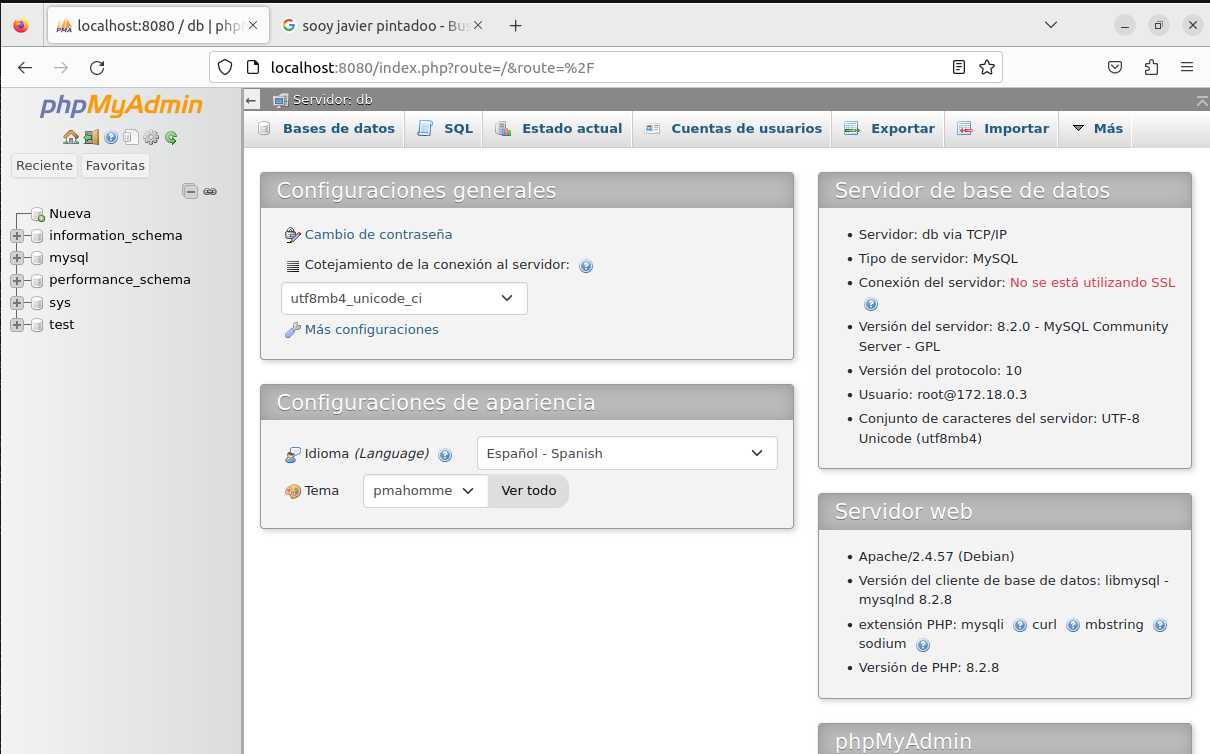 localhost:8080 / db | php
sooy javier pintadoo - Bus
localhost:8080/index.php?route=/&route=%2F
phpMyAdmin
Reciente Favoritas
Nueva
information_schema
mysql
performance_schema
sys
test
Servidor: db
Bases de datos SQL Estado actual Cuentas de usuarios Exportar Importar Más
Configuraciones generales
Cambio de contraseña
Cotejamiento de la conexión al servidor:
utf8mb4_unicode_ci
Más configuraciones
Configuraciones de apariencia
Idioma (Language) Español - Spanish
Tema pmahomme Ver todo
Servidor de base de datos
Servidor: db via TCP/IP
Tipo de servidor: MySQL
Conexión del servidor: No se está utilizando SSL
Versión del servidor: 8.2.0 - MySQL Community
Server - GPL
Versión del protocolo: 10
Usuario: root@172.18.0.3
Conjunto de caracteres del servidor: UTF-8
Unicode (utf8mb4)
Servidor web
Apache/2.4.57 (Debian)
Versión del cliente de base de datos: libmysql -
mysqlnd 8.2.8
extensión PHP: mysqli curl mbstring
sodium
Versión de PHP: 8.2.8
phpMyAdmin